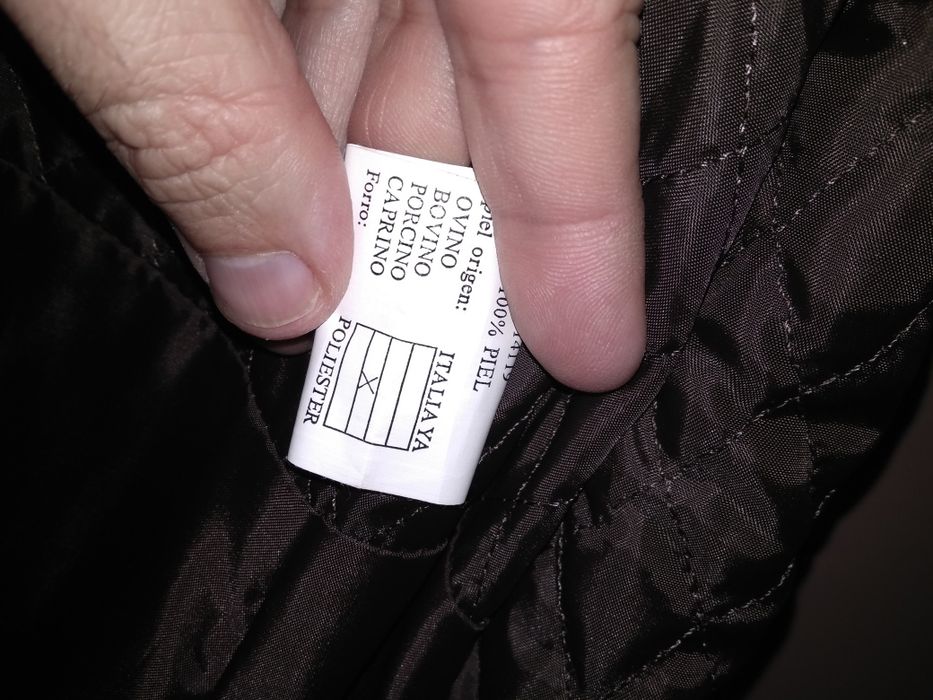 100% PIEL
Piel origen: ITALIA YA
OVINO
BOVINO
PORCINO X
CAPRINO
Forro: POLIESTER